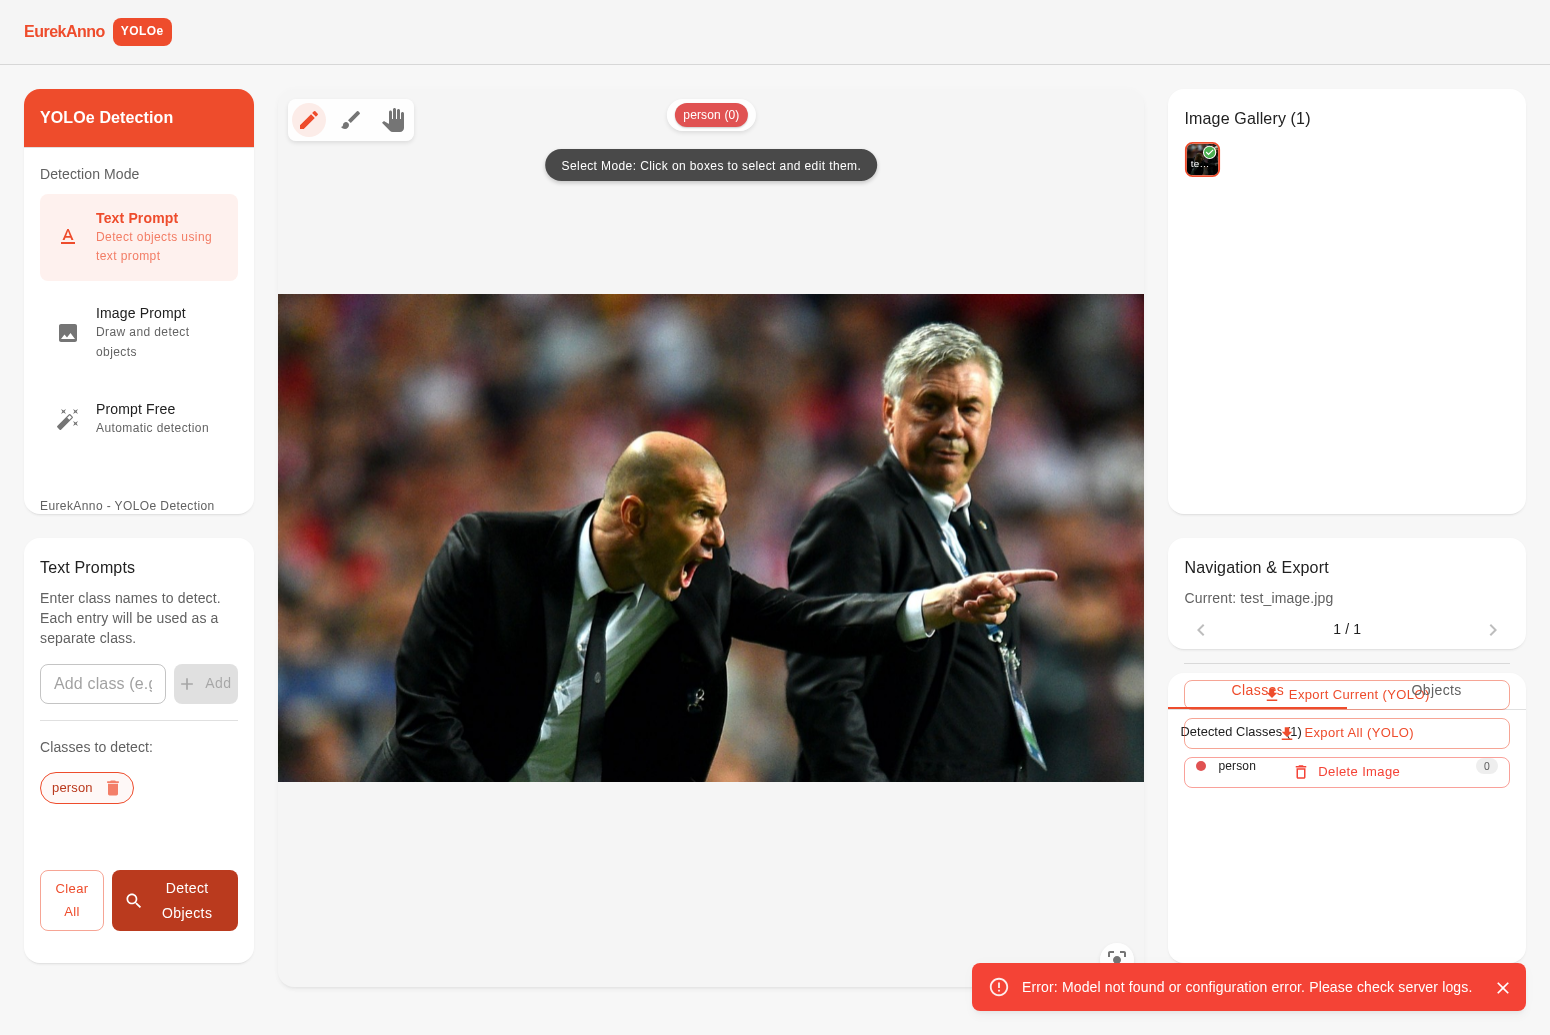 EurekAnno YOLOe
YOLOe Detection
Detection Mode
Text Prompt
Detect objects using
text prompt
Image Prompt
Draw and detect
objects
Prompt Free
Automatic detection
EurekAnno - YOLOe Detection
Text Prompts
Enter class names to detect.
Each entry will be used as a
separate class.
Add class (e.g
Add
Classes to detect:
person
Clear
All
Detect
Objects
person (0)
Select Mode: Click on boxes to select and edit them.
Image Gallery (1)
te...
Navigation & Export
Current: test_image.jpg
1 / 1
Classes
Objects
Export Current (YOLO)
Detected Classes (1)
Export All (YOLO)
person
0
Delete Image
Error: Model not found or configuration error. Please check server logs.